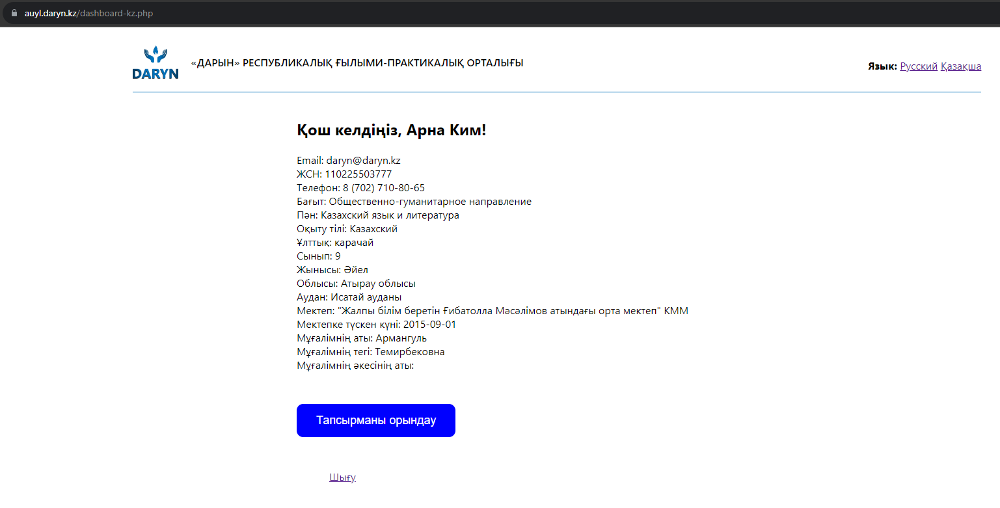 auyl.daryn.kz/dashboard-kz.php
DARYN
«ДАРЫН» РЕСПУБЛИКАЛЫҚ ҒЫЛЫМИ-ПРАКТИКАЛЫҚ ОРТАЛЫҒЫ
Язык: Русский Қазақша
Қош келдіңіз, Арна Ким!
Email: daryn@daryn.kz
ЖСН: 110225503777
Телефон: 8 (702) 710-80-65
Бағыт: Общественно-гуманитарное направление
Пән: Казахский язык и литература
Оқыту тілі: Казахский
Ұлттық: карачай
Сынып: 9
Жынысы: Әйел
Облысы: Атырау облысы
Аудан: Исатай ауданы
Мектеп: "Жалпы білім беретін Ғибатолла Мәсәлімов атындағы орта мектеп" КММ
Мектепке түскен күні: 2015-09-01
Мұғалімнің аты: Армангуль
Мұғалімнің тегі: Темирбековна
Мұғалімнің әкесінің аты:
Тапсырманы орындау
Шығу